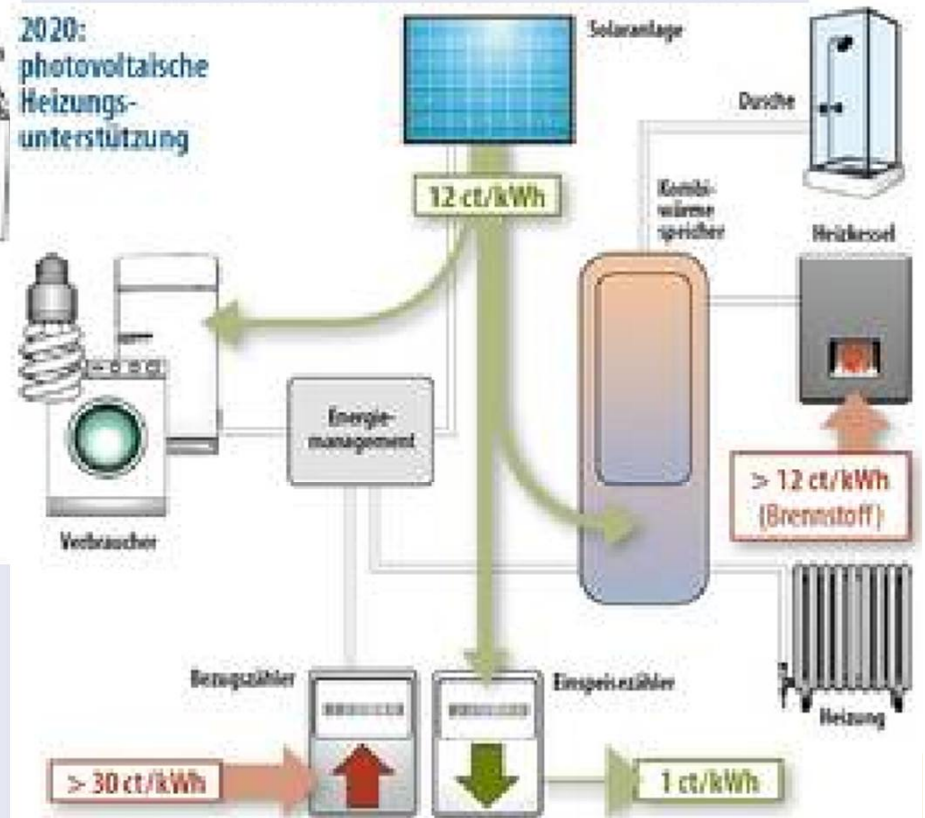 2020:
photovoltaische
Heizungs-
unterstützung
Solaranlage
Dusche
12 ct/kWh
Kombi-
wärme
speicher
Heizkessel
Energie-
management
> 12 ct/kWh
(Brennstoff)
Verbraucher
Bezugszähler
Einspeisezähler
Heizung
> 30 ct/kWh
1 ct/kWh